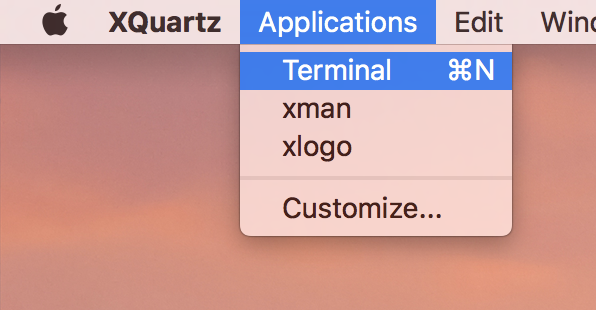 XQuartz Applications Edit
Terminal ⌘N
xman
xlogo
Customize...